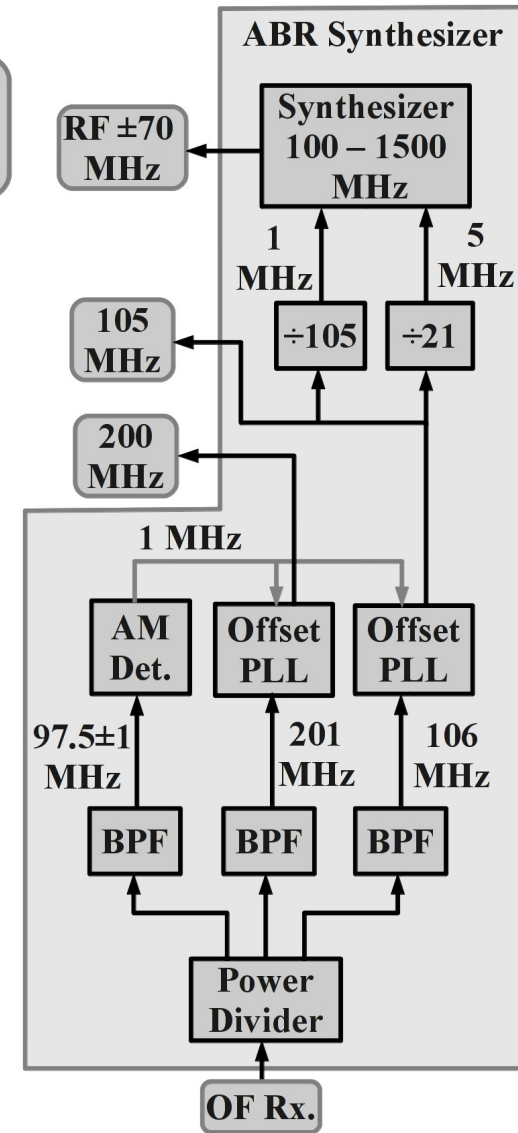 ABR Synthesizer
Synthesizer
100 – 1500
MHz
RF ±70
MHz
1
MHz
5
MHz
÷105
÷21
105
MHz
200
MHz
1 MHz
AM
Det.
Offset
PLL
Offset
PLL
97.5±1
MHz
201
MHz
106
MHz
BPF
BPF
BPF
Power
Divider
OF Rx.